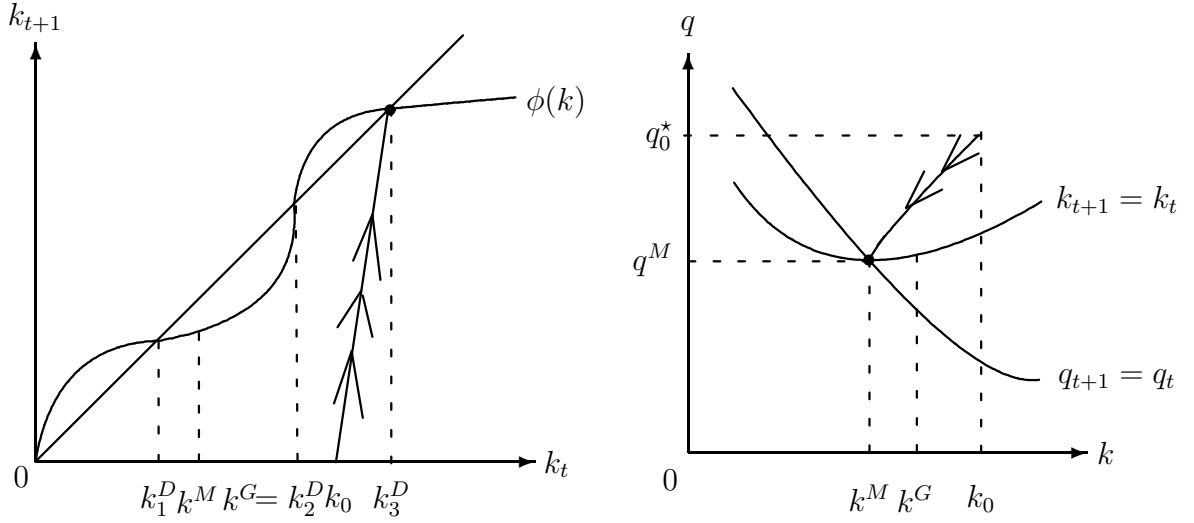 k_{t+1}
ϕ(k)
0
k_t
k_1^D k^M k^G = k_2^D k_0 k_3^D
q
q_0^⋆
k_{t+1} = k_t
q^M
q_{t+1} = q_t
0
k
k^M k^G k_0